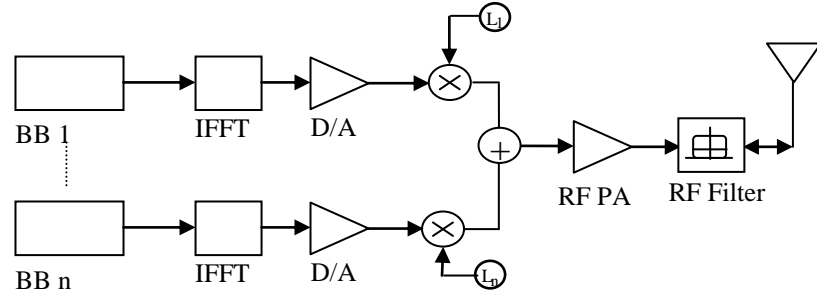 L1
BB 1
IFFT
D/A
+
RF PA
RF Filter
BB n
IFFT
D/A
Ln